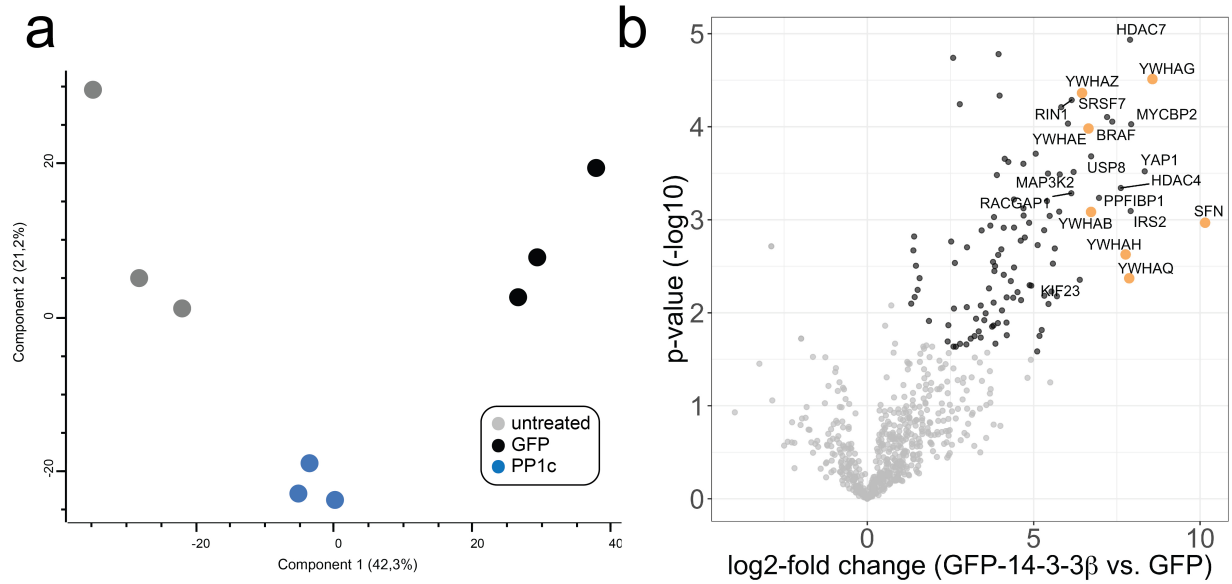 a
Component 2 (21,2%)
20
0
-20
-20
0
20
40
Component 1 (42,3%)
untreated
GFP
PP1c
b
p-value (-log10)
5
4
3
2
1
0
0
5
10
log2-fold change (GFP-14-3-3β vs. GFP)
HDAC7
YWHAG
YWHAZ
SRSF7
RIN1
MYCBP2
BRAF
YWHAE
YAP1
USP8
HDAC4
MAP3K2
PPFIBP1
RACGAP1
SFN
YWHAB
IRS2
YWHAH
YWHAQ
KIF23